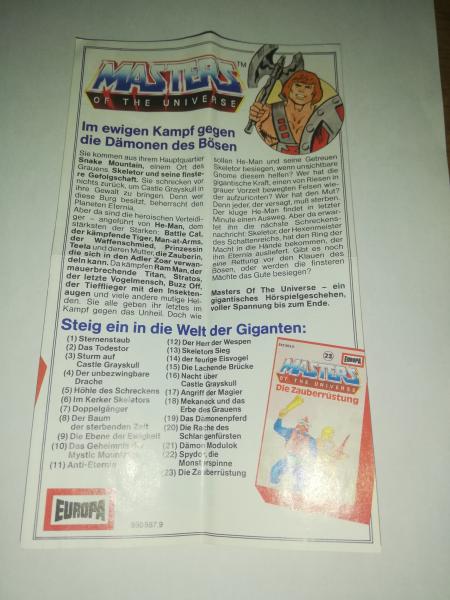 MASTERS™
OF THE UNIVERSE
Im ewigen Kampf gegen
die Dämonen des Bösen
Sie kommen aus ihrem Hauptquartier
Snake Mountain, einem Ort des
Grauens. Skeletor und seine finste-
re Gefolgschaft. Sie schrecken vor
nichts zurück, um Castle Grayskull in
ihre Gewalt zu bringen. Denn wer
diese Burg besitzt, beherrscht den
Planeten Eternia.
Aber da sind die heroischen Verteidi-
ger – angeführt von He-Man, dem
stärksten der Starken: Battle Cat,
der kämpfende Tiger, Man-at-Arms,
der Waffenschmied, Prinzessin
Teela und deren Mutter, die Zauberin,
die sich in den Adler Zoar verwan-
deln kann. Da kämpfen Ram Man, der
mauerbrechende Titan, Stratos,
der letzte Vogelmensch, Buzz Off,
der Tiefflieger mit den Insekten-
augen und viele andere mutige Hel-
den. Sie alle geben ihr letztes im
Kampf gegen das Unheil. Doch wie
sollen He-Man und seine Getreuen
Skeletor besiegen, wenn unsichtbare
Gnome diesem helfen? Wer hat die
gigantische Kraft, einen von Riesen in
grauer Vorzeit bewegten Felsen wie-
der aufzurichten? Wer hat den Mut?
Denn jeder, der versagt, muß sterben.
Der kluge He-Man findet in letzter
Minute einen Ausweg. Aber da erwar-
tet ihn die nächste Schreckens-
nachricht: Skeletor, der Hexenmeister
des Schattenreichs, hat den Ring der
Macht in die Hände bekommen, der
ihm Eternia ausliefert. Gibt es noch
eine Rettung vor den Klauen des
Bösen, oder werden die finsteren
Mächte das Gute besiegen?
Masters Of The Universe – ein
gigantisches Hörspielgeschehen,
voller Spannung bis zum Ende.
Steig ein in die Welt der Giganten:
(1) Sternenstaub
(2) Das Todestor
(3) Sturm auf
Castle Grayskull
(4) Der unbezwingbare
Drache
(5) Höhle des Schreckens
(6) Im Kerker Skeletors
(7) Doppelgänger
(8) Der Baum
der sterbenden Zeit
(9) Die Ebene der Ewigkeit
(10) Das Geheimnis der
Mystic Mountains
(11) Anti-Eternia
(12) Der Herr der Wespen
(13) Skeletors Sieg
(14) der faurige Eisvogel
(15) Die Lachende Brücke
(16) Nacht über
Castle Grayskull
(17) Angriff der Magier
(18) Mekaneck und das
Erbe des Grauens
(19) Das Dämonenpferd
(20) Die Rache des
Schlangenfürsten
(21) Dämon Modulok
(22) Spydor, die
Monsterspinne
(23) Die Zauberrüstung
23
EUROPA
MASTERS
OF THE UNIVERSE
Die Zauberrüstung
EUROPA